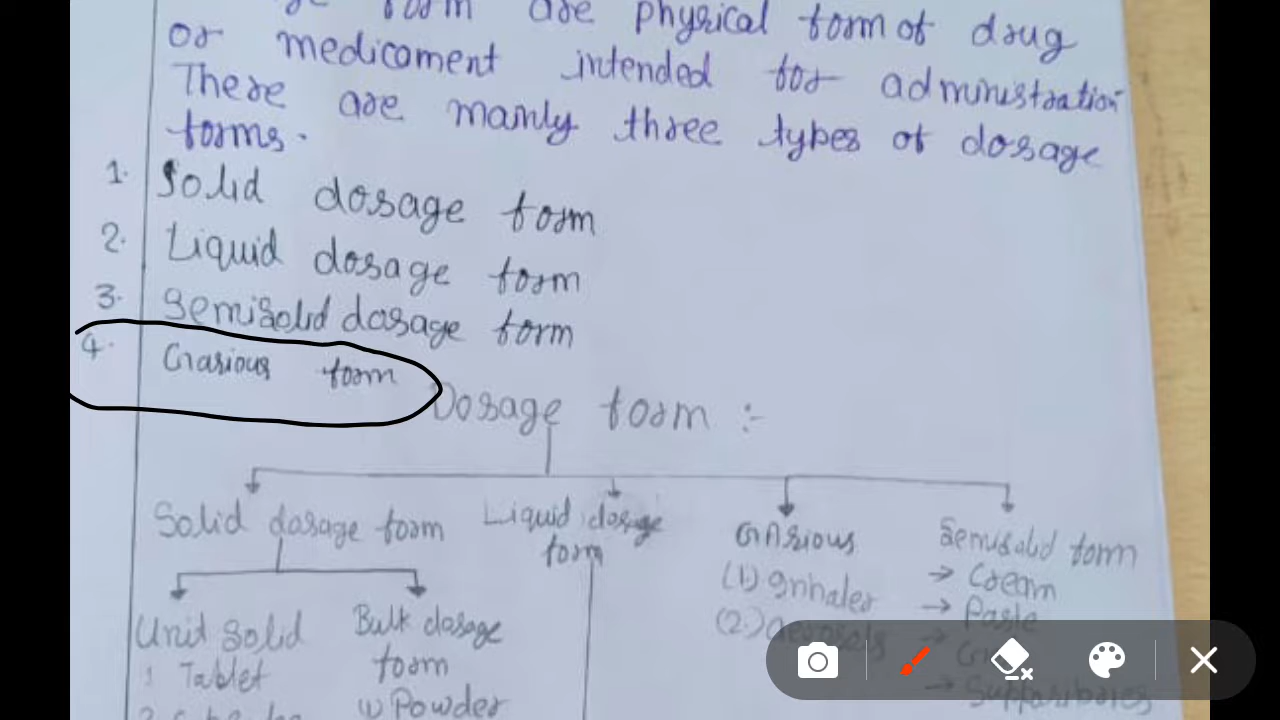 form are physical form of drug
or medicament intended for administration
There are mainly three types of dosage
forms.
1. Solid dosage form
2. Liquid dosage form
3. Semisolid dosage form
4. Gasious form
Dosage form :-
Solid dosage form Liquid dosage form Gasious Semisolid form
(1) Inhaler → Cream
(2) aerosols → Paste
Unit Solid Bulk dosage form
1 Tablet 1) Powder
→ Suppositories